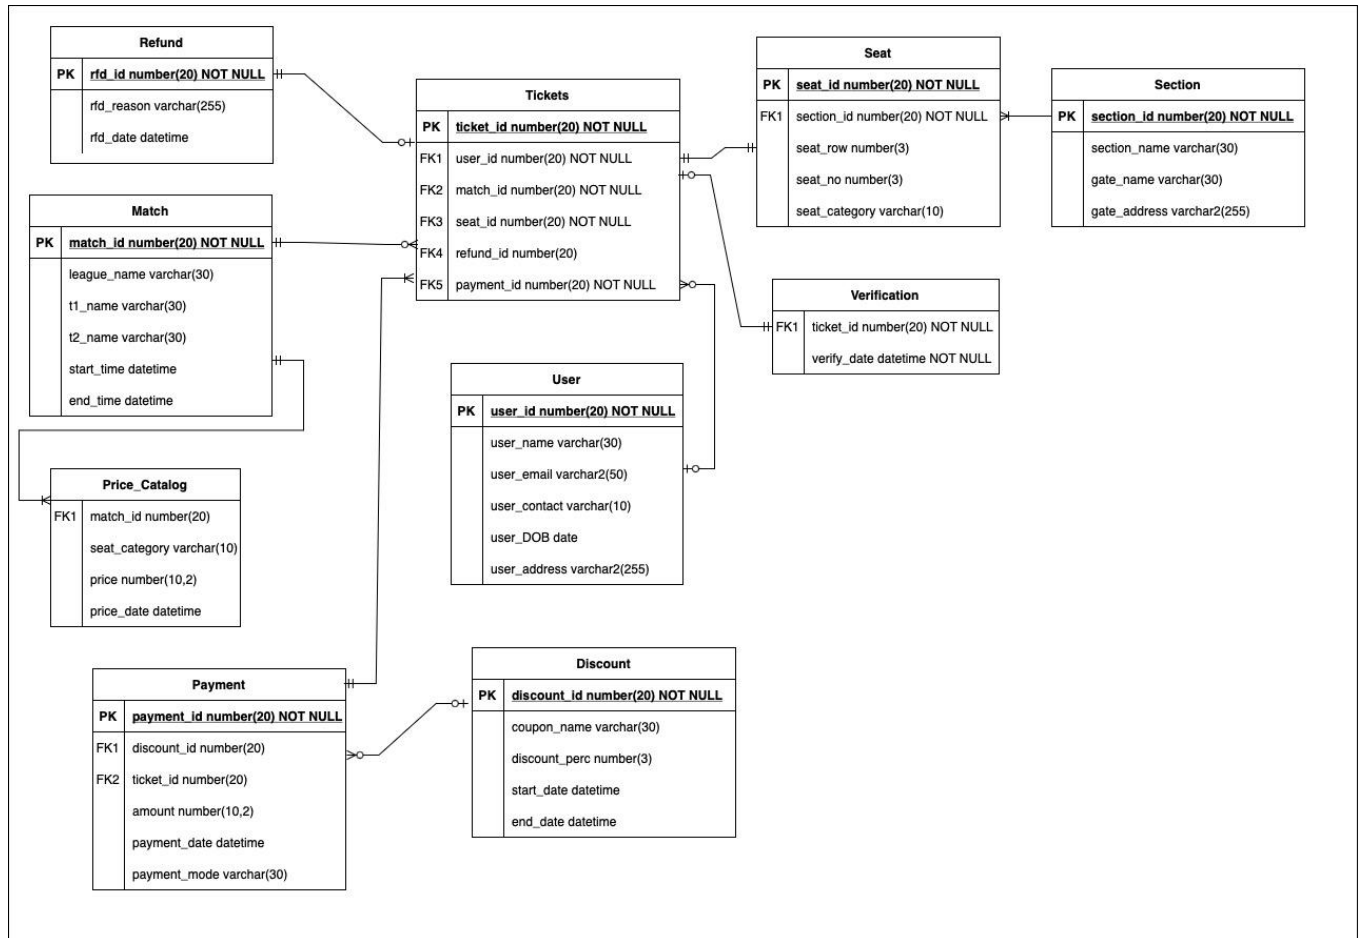 Refund
PK rfd_id number(20) NOT NULL
rfd_reason varchar(255)
rfd_date datetime
Match
PK match_id number(20) NOT NULL
league_name varchar(30)
t1_name varchar(30)
t2_name varchar(30)
start_time datetime
end_time datetime
Price_Catalog
FK1 match_id number(20)
seat_category varchar(10)
price number(10,2)
price_date datetime
Payment
PK payment_id number(20) NOT NULL
FK1 discount_id number(20)
FK2 ticket_id number(20)
amount number(10,2)
payment_date datetime
payment_mode varchar(30)
Tickets
PK ticket_id number(20) NOT NULL
FK1 user_id number(20) NOT NULL
FK2 match_id number(20) NOT NULL
FK3 seat_id number(20) NOT NULL
FK4 refund_id number(20)
FK5 payment_id number(20) NOT NULL
User
PK user_id number(20) NOT NULL
user_name varchar(30)
user_email varchar2(50)
user_contact varchar(10)
user_DOB date
user_address varchar2(255)
Discount
PK discount_id number(20) NOT NULL
coupon_name varchar(30)
discount_perc number(3)
start_date datetime
end_date datetime
Seat
PK seat_id number(20) NOT NULL
FK1 section_id number(20) NOT NULL
seat_row number(3)
seat_no number(3)
seat_category varchar(10)
Verification
FK1 ticket_id number(20) NOT NULL
verify_date datetime NOT NULL
Section
PK section_id number(20) NOT NULL
section_name varchar(30)
gate_name varchar(30)
gate_address varchar2(255)